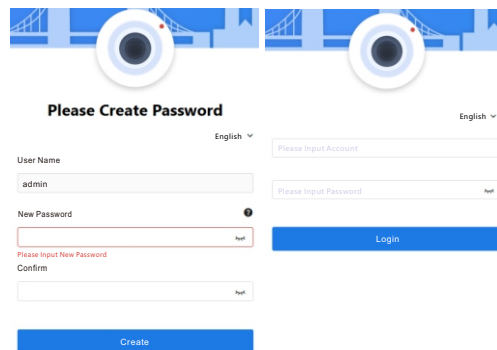 Please Create Password
English
User Name
admin
New Password
?
Please Input New Password
Confirm
Create
English
Please Input Account
Please Input Password
Login